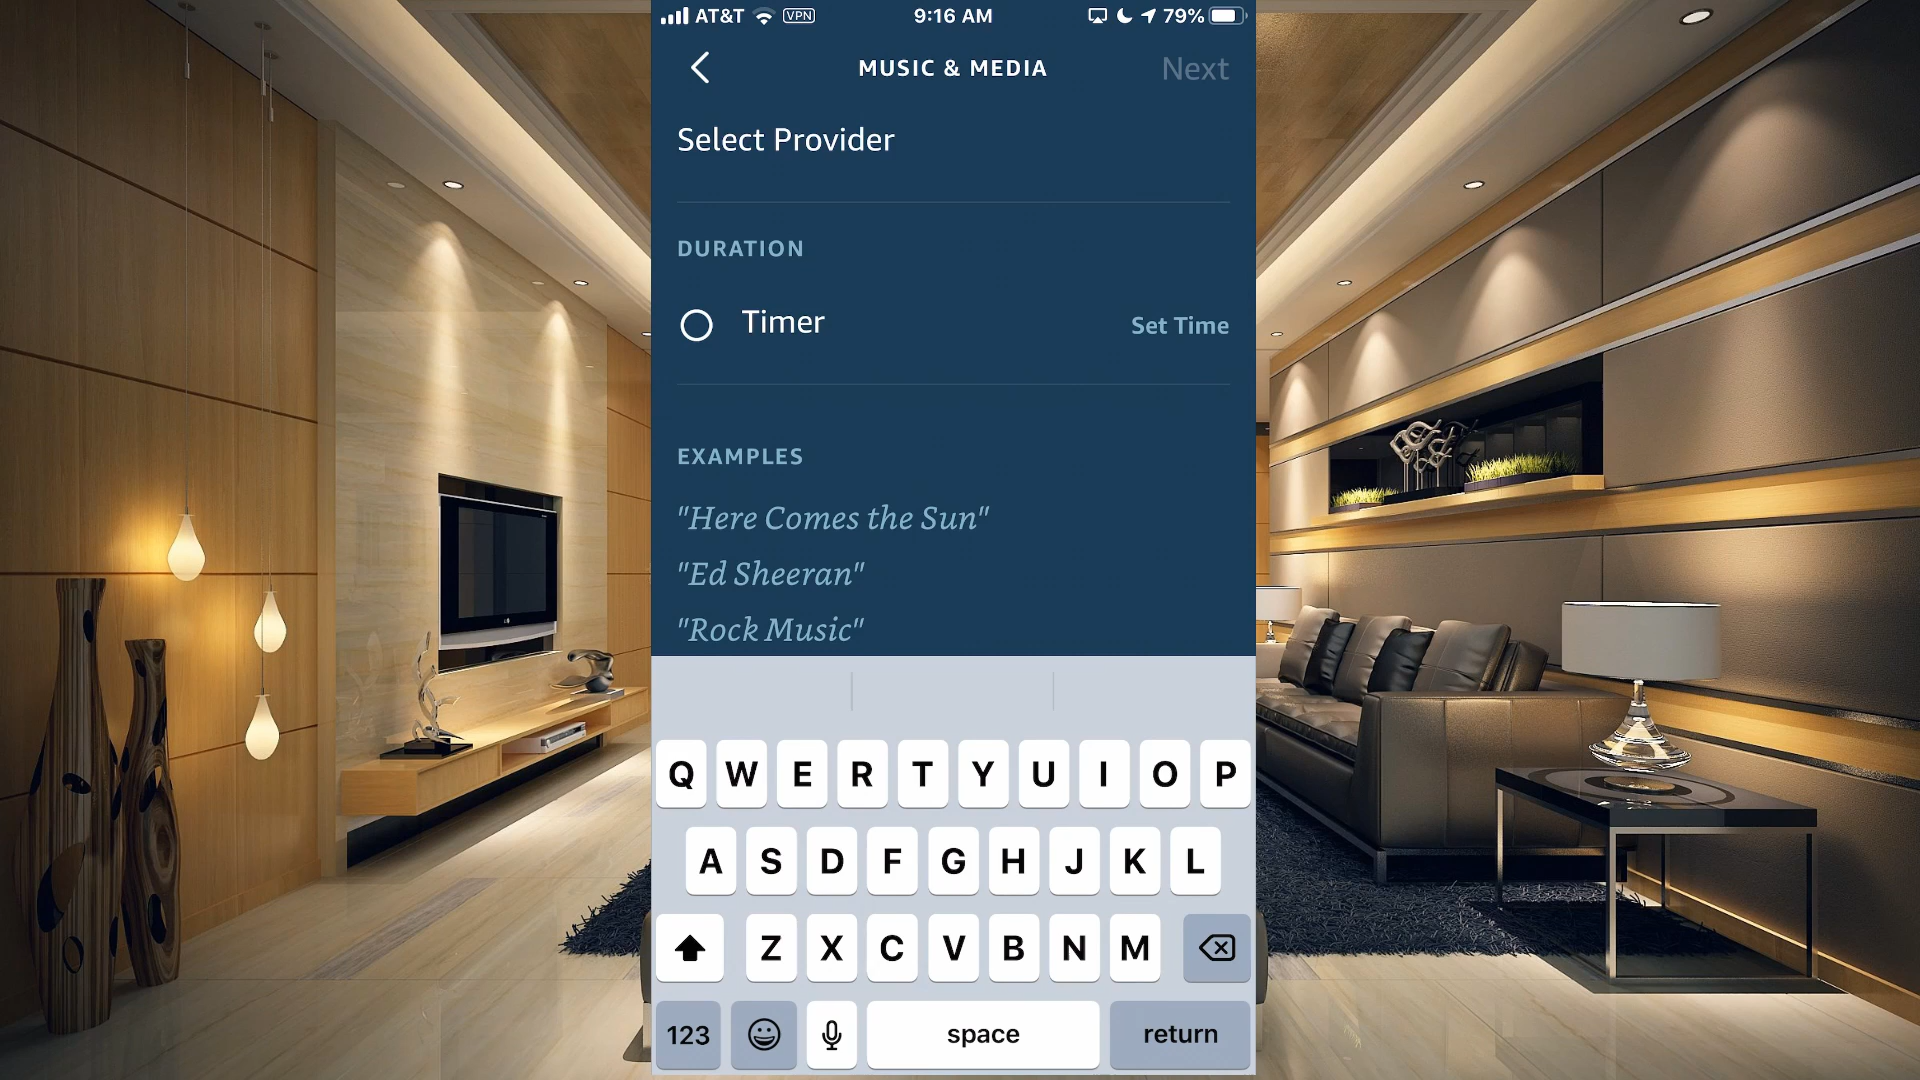 AT&T VPN 9:16 AM 79%
MUSIC & MEDIA Next
Select Provider
DURATION
Timer Set Time
EXAMPLES
"Here Comes the Sun"
"Ed Sheeran"
"Rock Music"
Q W E R T Y U I O P
A S D F G H J K L
Z X C V B N M
123 space return